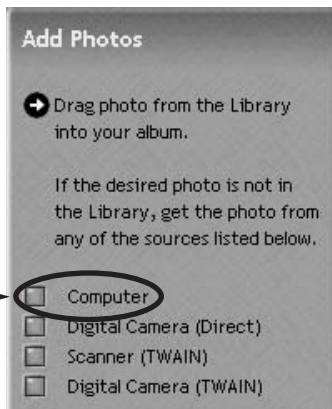 Add Photos
Drag photo from the Library
into your album.
If the desired photo is not in
the Library, get the photo from
any of the sources listed below.
Computer
Digital Camera (Direct)
Scanner (TWAIN)
Digital Camera (TWAIN)